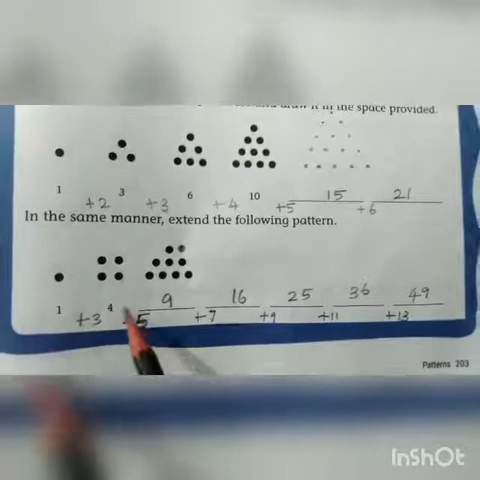 in the space provided.
1 3 6 10 15 21
+2 +3 +4 +5 +6
In the same manner, extend the following pattern.
1 4 9 16 25 36 49
+3 +5 +7 +9 +11 +13
Patterns 203
InShOt